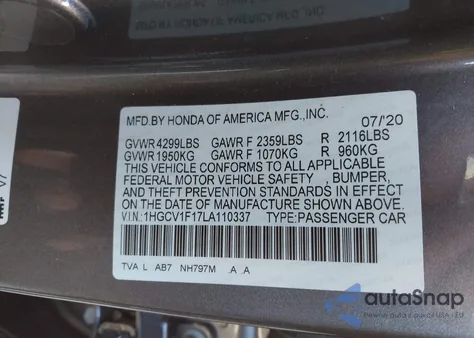 MFD.BY HONDA OF AMERICA MFG.,INC. 07/'20
GVWR 4299LBS GAWR F 2359LBS R 2116LBS
GVWR 1950KG GAWR F 1070KG R 960KG
THIS VEHICLE CONFORMS TO ALL APPLICABLE
FEDERAL MOTOR VEHICLE SAFETY , BUMPER,
AND THEFT PREVENTION STANDARDS IN EFFECT
ON THE DATE OF MANUFACTURE SHOWN ABOVE.
V I N : 1HGCV1F17LA110337 TYPE:PASSENGER CAR
TVA L AB7 NH797M .A .A
autoSnap